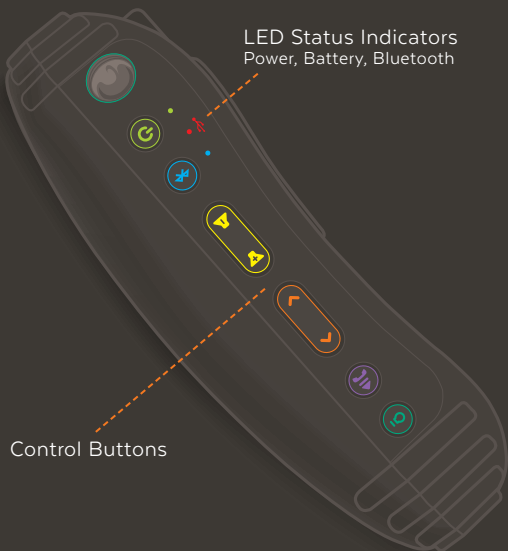 LED Status Indicators
Power, Battery, Bluetooth
Control Buttons